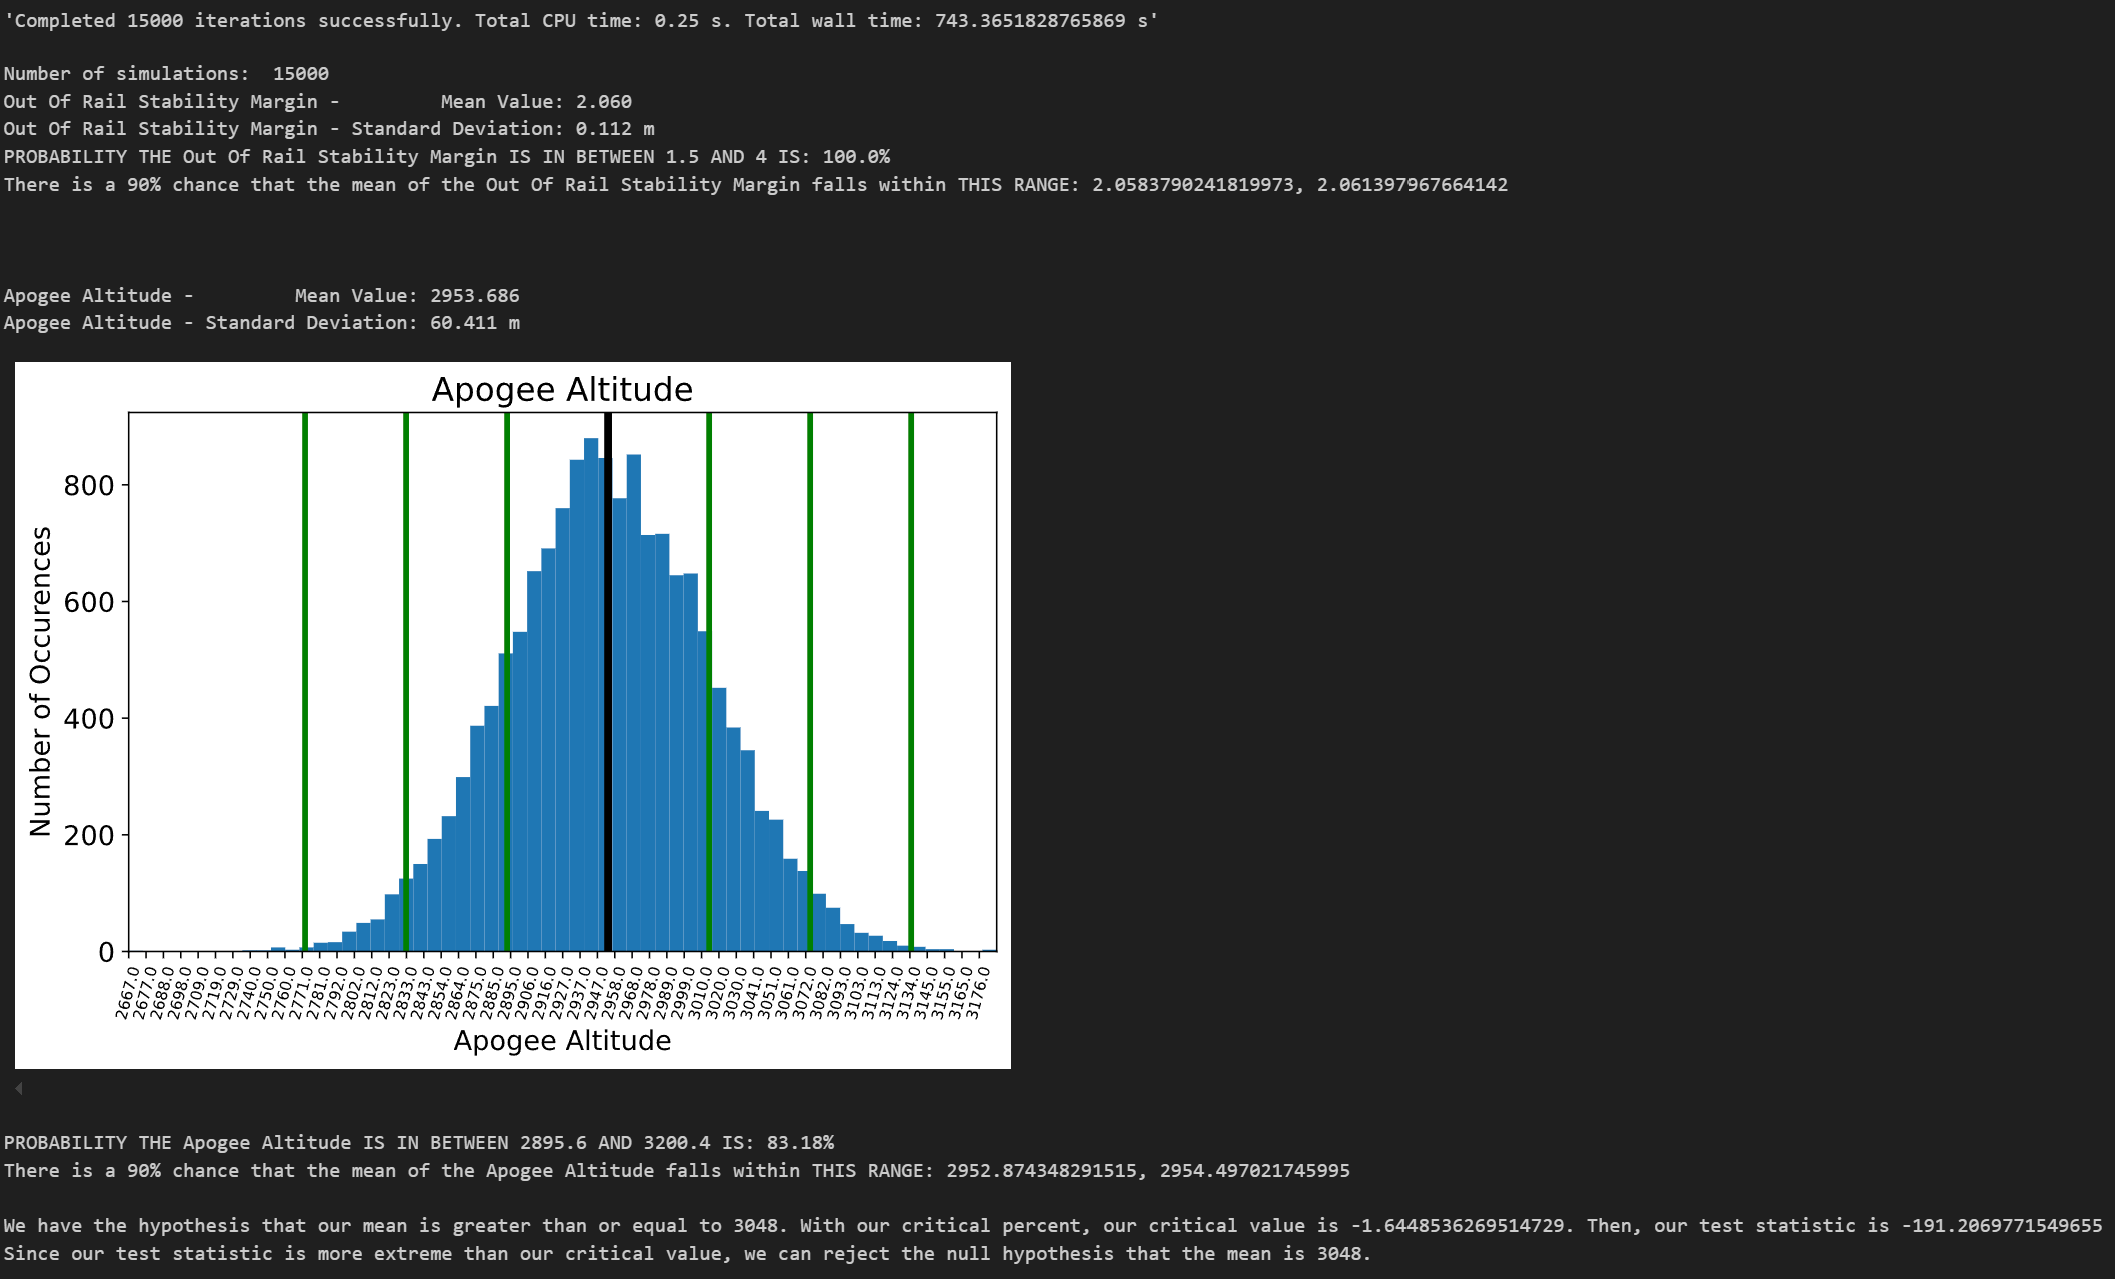 'Completed 15000 iterations successfully. Total CPU time: 0.25 s. Total wall time: 743.3651828765869 s'
Number of simulations:  15000
Out Of Rail Stability Margin -         Mean Value: 2.060
Out Of Rail Stability Margin - Standard Deviation: 0.112 m
PROBABILITY THE Out Of Rail Stability Margin IS IN BETWEEN 1.5 AND 4 IS: 100.0%
There is a 90% chance that the mean of the Out Of Rail Stability Margin falls within THIS RANGE: 2.0583790241819973, 2.061397967664142
Apogee Altitude -         Mean Value: 2953.686
Apogee Altitude - Standard Deviation: 60.411 m
Apogee Altitude
Number of Occurences
800
600
400
200
0
2667.0 2677.0 2688.0 2698.0 2709.0 2719.0 2729.0 2740.0 2750.0 2760.0 2771.0 2781.0 2792.0 2802.0 2812.0 2823.0 2833.0 2843.0 2854.0 2864.0 2875.0 2885.0 2895.0 2906.0 2916.0 2927.0 2937.0 2947.0 2958.0 2968.0 2978.0 2989.0 2999.0 3010.0 3020.0 3030.0 3041.0 3051.0 3061.0 3072.0 3082.0 3093.0 3103.0 3113.0 3124.0 3134.0 3145.0 3155.0 3165.0 3176.0
Apogee Altitude
PROBABILITY THE Apogee Altitude IS IN BETWEEN 2895.6 AND 3200.4 IS: 83.18%
There is a 90% chance that the mean of the Apogee Altitude falls within THIS RANGE: 2952.874348291515, 2954.497021745995
We have the hypothesis that our mean is greater than or equal to 3048. With our critical percent, our critical value is -1.6448536269514729. Then, our test statistic is -191.2069771549655
Since our test statistic is more extreme than our critical value, we can reject the null hypothesis that the mean is 3048.